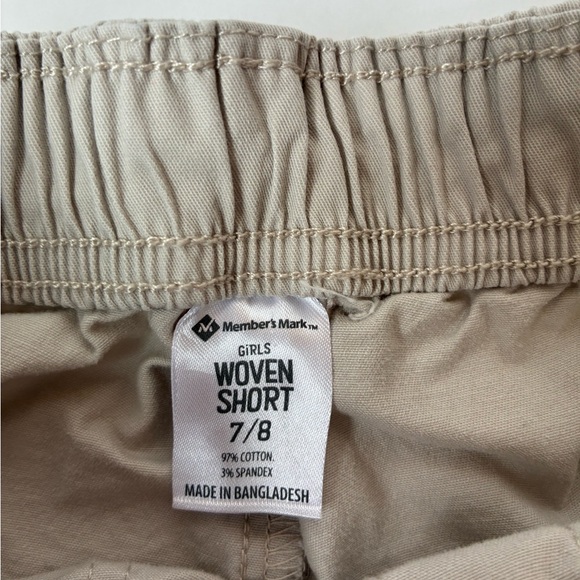 Member's Mark™
GiRLS
WOVEN
SHORT
7/8
97% COTTON.
3% SPANDEX
MADE IN BANGLADESH